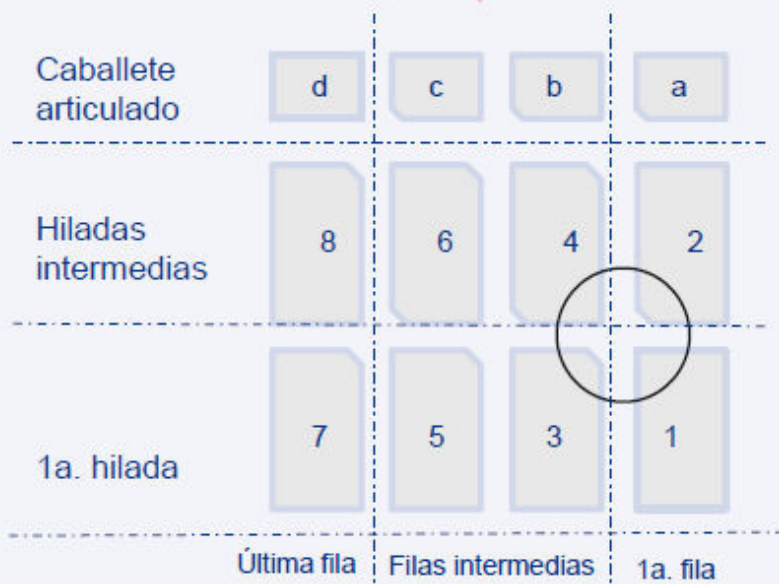 Caballete
articulado
d c b a
Hiladas
intermedias
8 6 4 2
1a. hilada
7 5 3 1
Última fila Filas intermedias 1a. fila